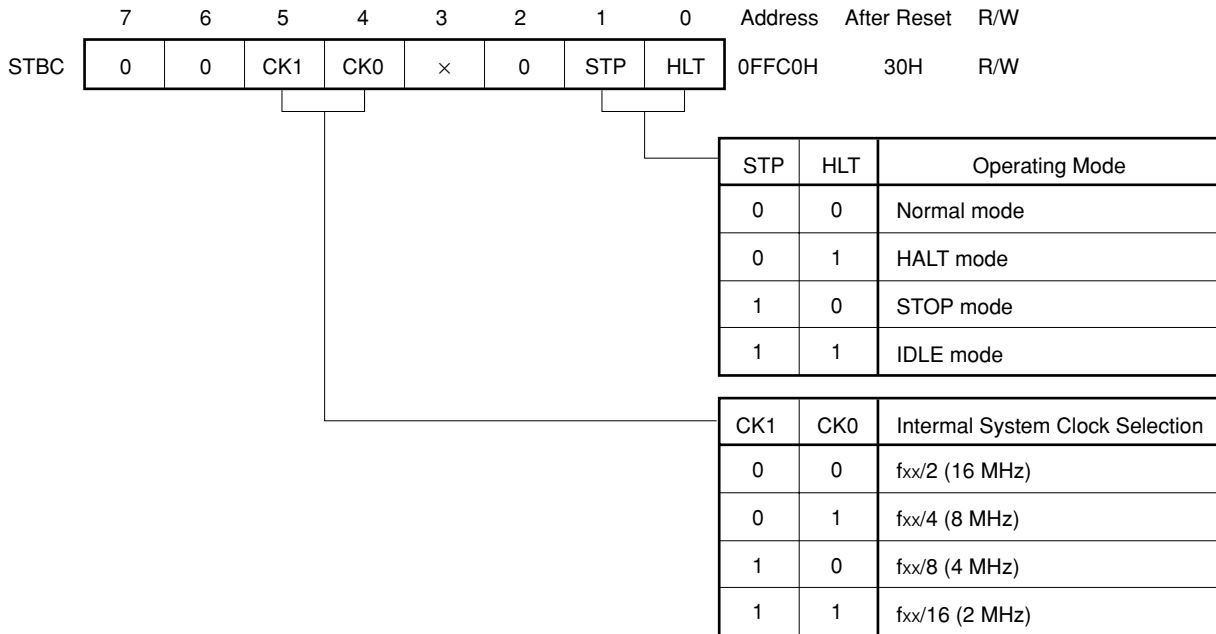 7 6 5 4 3 2 1 0 Address After Reset R/W
STBC 0 0 CK1 CK0 × 0 STP HLT 0FFC0H 30H R/W
STP HLT Operating Mode
0 0 Normal mode
0 1 HALT mode
1 0 STOP mode
1 1 IDLE mode
CK1 CK0 Intermal System Clock Selection
0 0 fxx/2 (16 MHz)
0 1 fxx/4 (8 MHz)
1 0 fxx/8 (4 MHz)
1 1 fxx/16 (2 MHz)